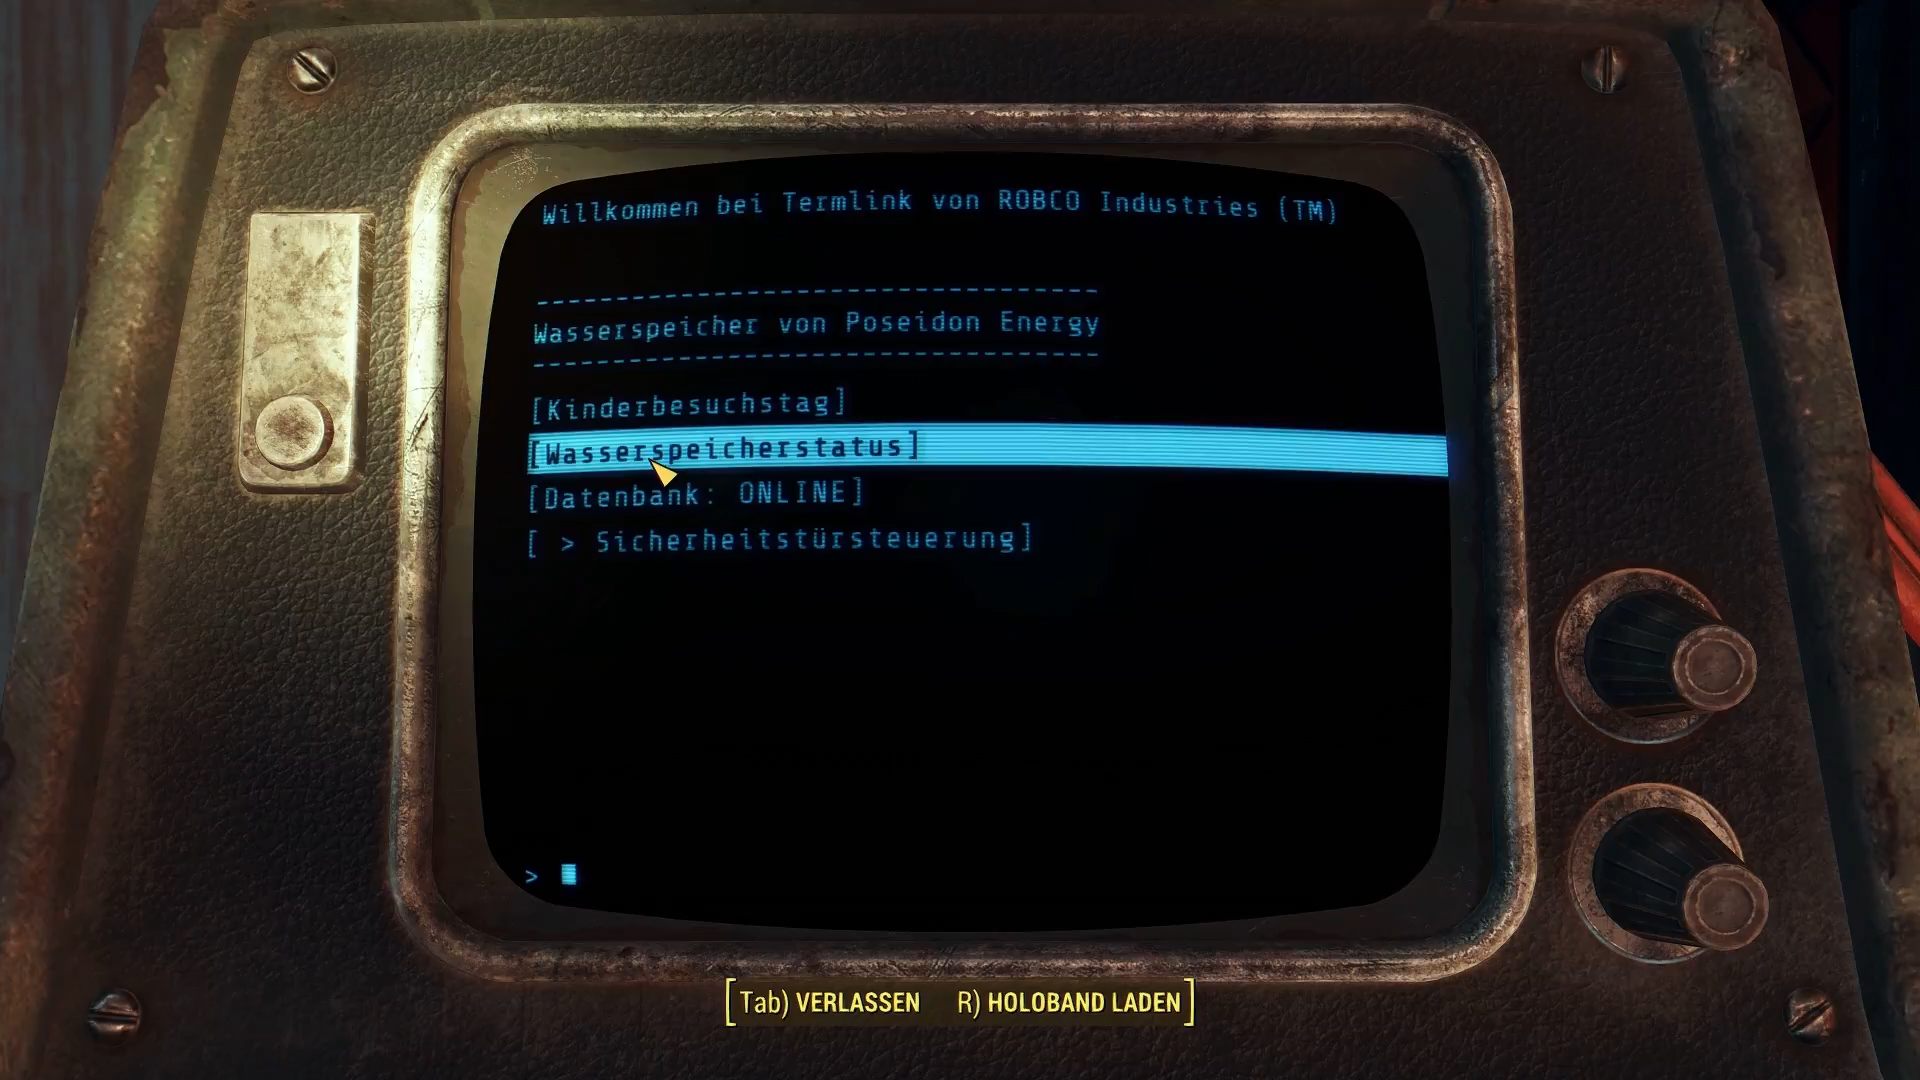 Willkommen bei Termlink von ROBCO Industries (TM)
---------------------------------
Wasserspeicher von Poseidon Energy
---------------------------------
[Kinderbesuchstag]
[Wasserspeicherstatus]
[Datenbank: ONLINE]
[ > Sicherheitstürsteuerung]
>
[Tab) VERLASSEN R) HOLOBAND LADEN]